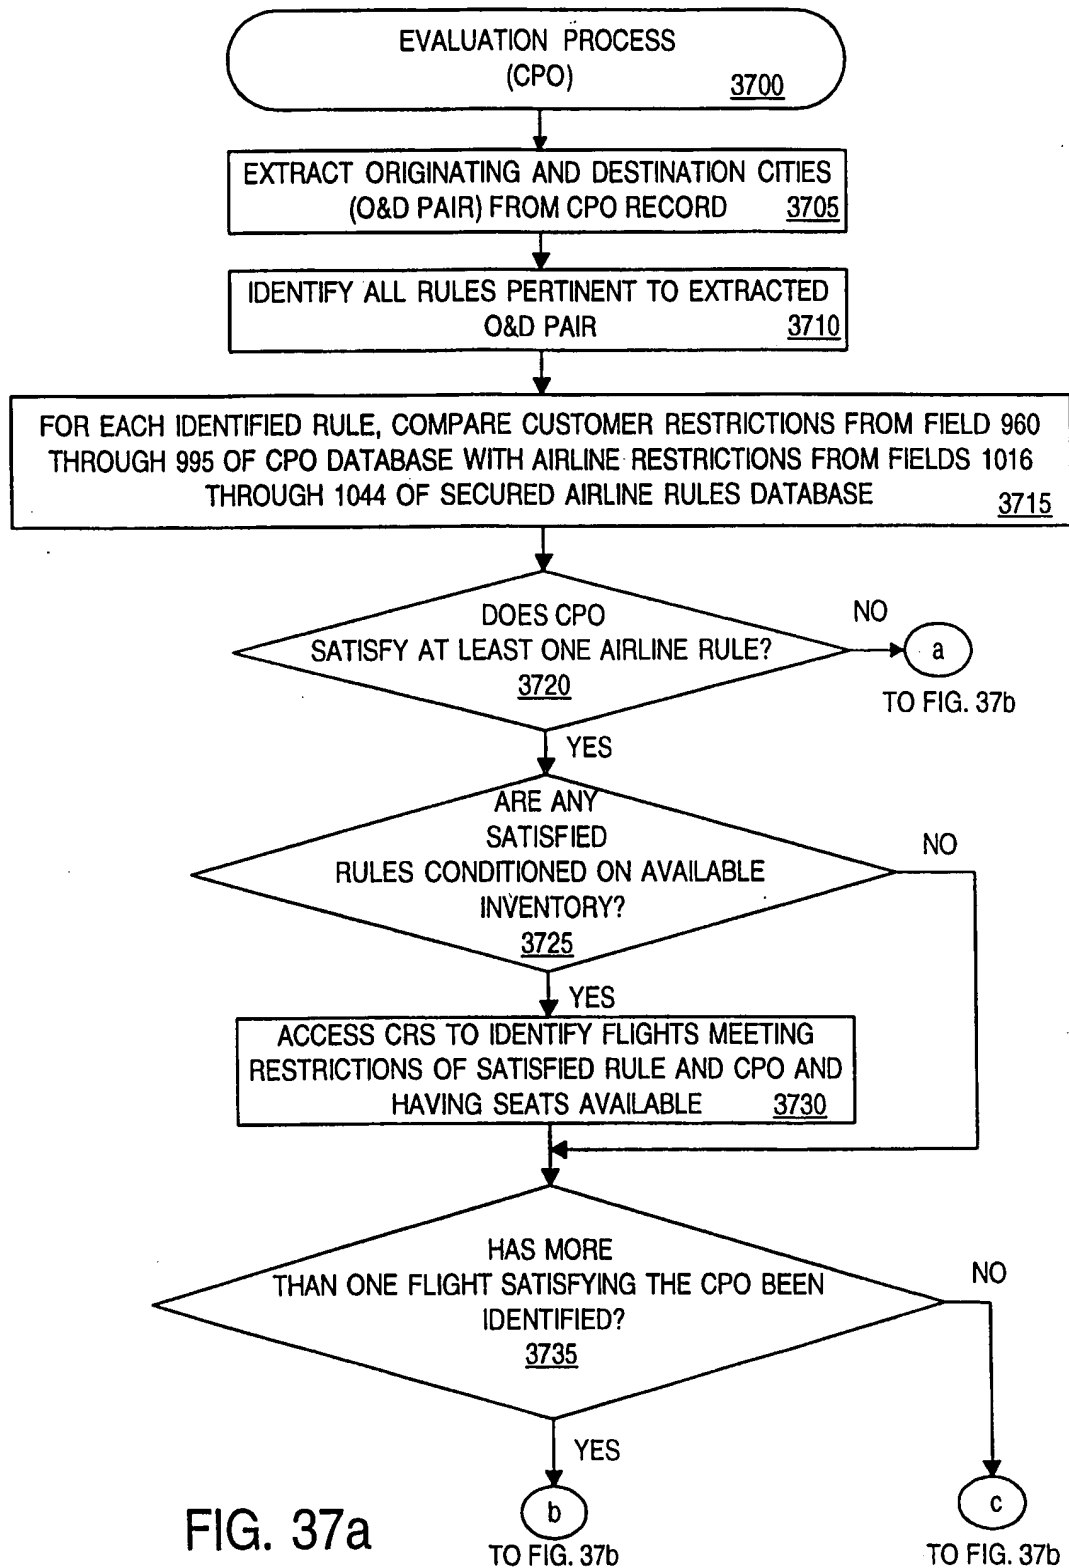 EVALUATION PROCESS
(CPO)
3700
EXTRACT ORIGINATING AND DESTINATION CITIES
(O&D PAIR) FROM CPO RECORD 3705
IDENTIFY ALL RULES PERTINENT TO EXTRACTED
O&D PAIR 3710
FOR EACH IDENTIFIED RULE, COMPARE CUSTOMER RESTRICTIONS FROM FIELD 960
THROUGH 995 OF CPO DATABASE WITH AIRLINE RESTRICTIONS FROM FIELDS 1016
THROUGH 1044 OF SECURED AIRLINE RULES DATABASE 3715
DOES CPO
SATISFY AT LEAST ONE AIRLINE RULE?
3720
NO
a
TO FIG. 37b
YES
ARE ANY
SATISFIED
RULES CONDITIONED ON AVAILABLE
INVENTORY?
3725
NO
YES
ACCESS CRS TO IDENTIFY FLIGHTS MEETING
RESTRICTIONS OF SATISFIED RULE AND CPO AND
HAVING SEATS AVAILABLE 3730
HAS MORE
THAN ONE FLIGHT SATISFYING THE CPO BEEN
IDENTIFIED?
3735
NO
YES
b
TO FIG. 37b
c
TO FIG. 37b
FIG. 37a